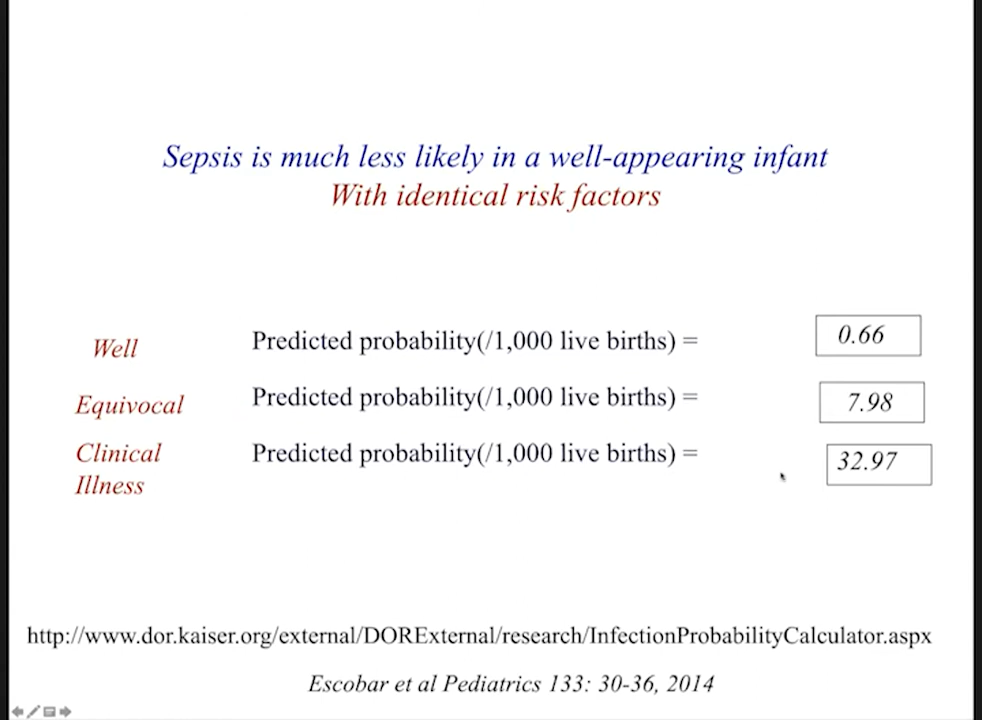 Sepsis is much less likely in a well-appearing infant
With identical risk factors
Well Predicted probability(/1,000 live births) = 0.66
Equivocal Predicted probability(/1,000 live births) = 7.98
Clinical Predicted probability(/1,000 live births) = 32.97
Illness
http://www.dor.kaiser.org/external/DORExternal/research/InfectionProbabilityCalculator.aspx
Escobar et al Pediatrics 133: 30-36, 2014